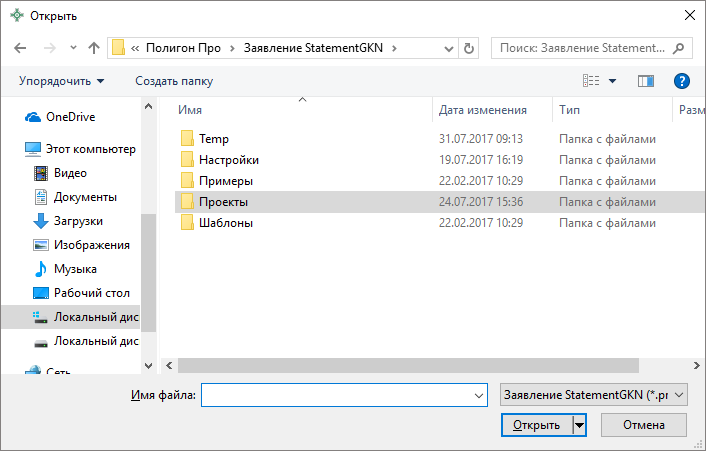 Открыть
« Полигон Про › Заявление StatementGKN ›
Поиск: Заявление Statement...
Упорядочить Создать папку ?
Имя Дата изменения Тип Разм
OneDrive
Этот компьютер
Видео
Документы
Загрузки
Изображения
Музыка
Рабочий стол
Локальный дис
Локальный дис
Сеть
Temp 31.07.2017 09:13 Папка с файлами
Настройки 19.07.2017 16:19 Папка с файлами
Примеры 22.02.2017 10:29 Папка с файлами
Проекты 24.07.2017 15:36 Папка с файлами
Шаблоны 22.02.2017 10:29 Папка с файлами
Имя файла:
Заявление StatementGKN (*.pr
Открыть Отмена